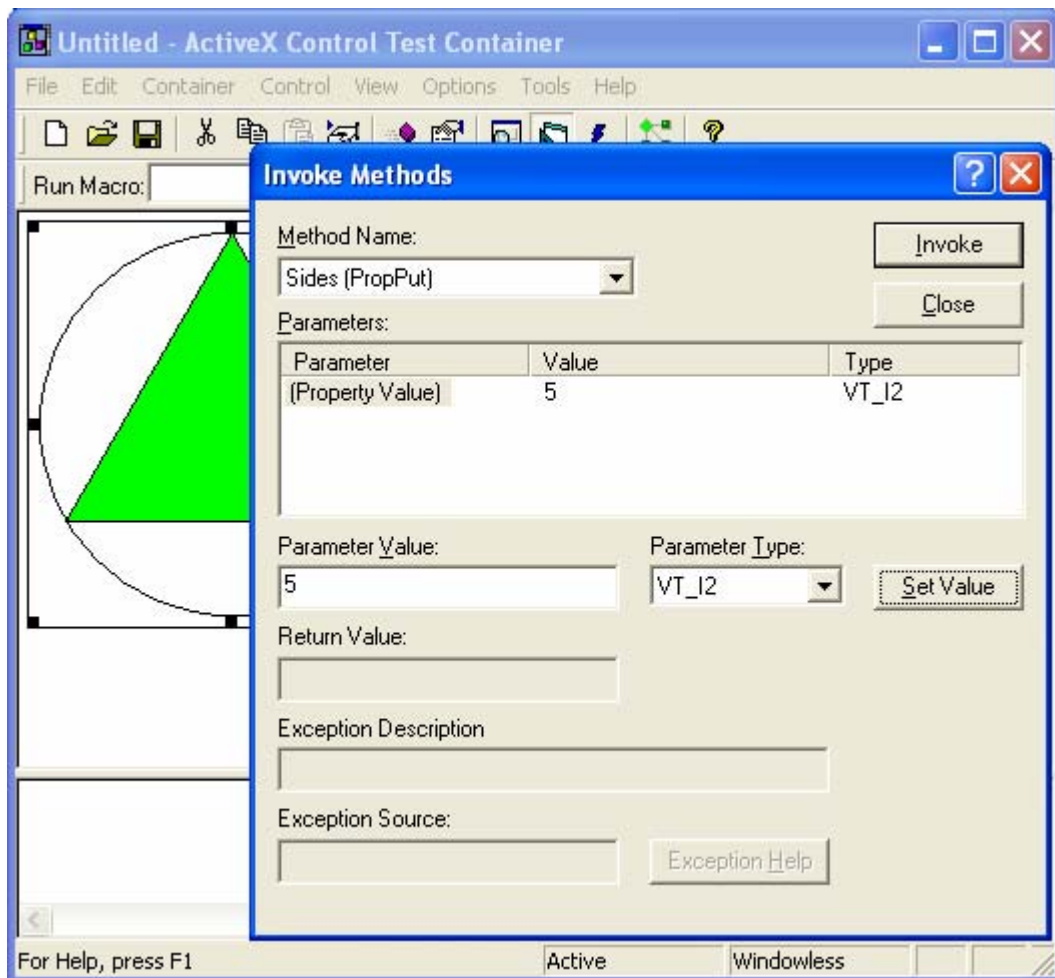 Untitled - ActiveX Control Test Container
File Edit Container Control View Options Tools Help
Run Macro:
Invoke Methods
Method Name:
Invoke
Sides (PropPut)
Close
Parameters:
Parameter Value Type
(Property Value) 5 VT_I2
Parameter Value: Parameter Type:
5 VT_I2 Set Value
Return Value:
Exception Description
Exception Source:
Exception Help
For Help, press F1 Active Windowless